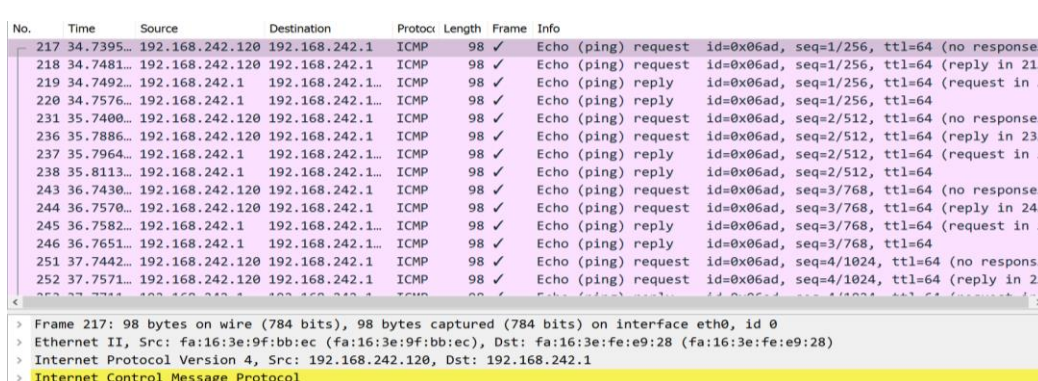 No. Time Source Destination Protoc Length Frame Info
217 34.7395… 192.168.242.120 192.168.242.1 ICMP 98 ✓ Echo (ping) request id=0x06ad, seq=1/256, ttl=64 (no response
218 34.7481… 192.168.242.120 192.168.242.1 ICMP 98 ✓ Echo (ping) request id=0x06ad, seq=1/256, ttl=64 (reply in 21
219 34.7492… 192.168.242.1 192.168.242.1… ICMP 98 ✓ Echo (ping) reply id=0x06ad, seq=1/256, ttl=64 (request in
220 34.7576… 192.168.242.1 192.168.242.1… ICMP 98 ✓ Echo (ping) reply id=0x06ad, seq=1/256, ttl=64
231 35.7400… 192.168.242.120 192.168.242.1 ICMP 98 ✓ Echo (ping) request id=0x06ad, seq=2/512, ttl=64 (no response
236 35.7886… 192.168.242.120 192.168.242.1 ICMP 98 ✓ Echo (ping) request id=0x06ad, seq=2/512, ttl=64 (reply in 23
237 35.7964… 192.168.242.1 192.168.242.1… ICMP 98 ✓ Echo (ping) reply id=0x06ad, seq=2/512, ttl=64 (request in
238 35.8113… 192.168.242.1 192.168.242.1… ICMP 98 ✓ Echo (ping) reply id=0x06ad, seq=2/512, ttl=64
243 36.7430… 192.168.242.120 192.168.242.1 ICMP 98 ✓ Echo (ping) request id=0x06ad, seq=3/768, ttl=64 (no response
244 36.7570… 192.168.242.120 192.168.242.1 ICMP 98 ✓ Echo (ping) request id=0x06ad, seq=3/768, ttl=64 (reply in 24
245 36.7582… 192.168.242.1 192.168.242.1… ICMP 98 ✓ Echo (ping) reply id=0x06ad, seq=3/768, ttl=64 (request in
246 36.7651… 192.168.242.1 192.168.242.1… ICMP 98 ✓ Echo (ping) reply id=0x06ad, seq=3/768, ttl=64
251 37.7442… 192.168.242.120 192.168.242.1 ICMP 98 ✓ Echo (ping) request id=0x06ad, seq=4/1024, ttl=64 (no respons
252 37.7571… 192.168.242.120 192.168.242.1 ICMP 98 ✓ Echo (ping) request id=0x06ad, seq=4/1024, ttl=64 (reply in 2
> Frame 217: 98 bytes on wire (784 bits), 98 bytes captured (784 bits) on interface eth0, id 0
> Ethernet II, Src: fa:16:3e:9f:bb:ec (fa:16:3e:9f:bb:ec), Dst: fa:16:3e:fe:e9:28 (fa:16:3e:fe:e9:28)
> Internet Protocol Version 4, Src: 192.168.242.120, Dst: 192.168.242.1
> Internet Control Message Protocol